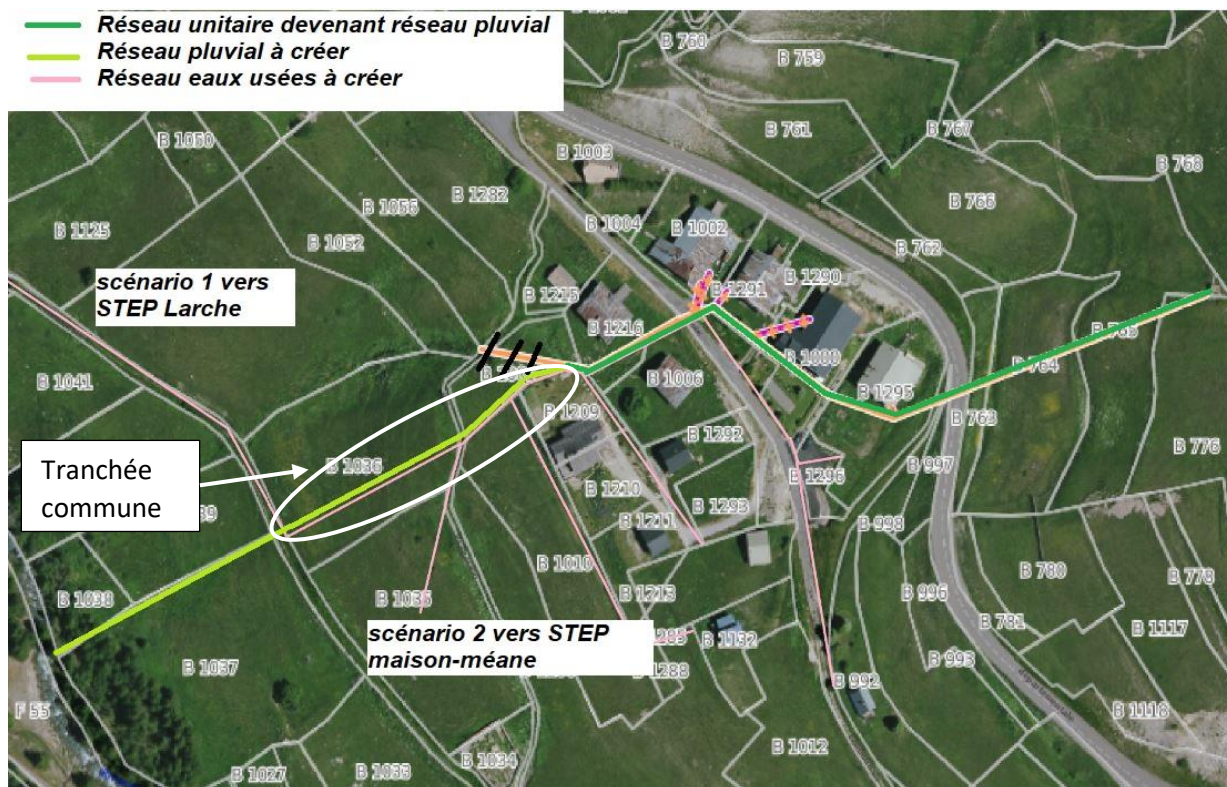 Réseau unitaire devenant réseau pluvial
Réseau pluvial à créer
Réseau eaux usées à créer
B 760
B 759
B 761
B 767
B 768
B 1050
B 1003
B 1056
B 1282
B 766
B 1004
B 1002
B 762
B 1125
B 1052
scénario 1 vers
STEP Larche
B 1215
B 1291
B 1290
B 1216
B 765
B 764
B 1041
B 1006
B 1295
B 1209
B 763
B 1292
B 776
Tranchée
commune
B 1036
B 997
B 1296
B 1210
B 1293
B 998
B 1211
B 1010
B 780
B 778
B 1038
B 1035
B 1213
B 996
B 781
scénario 2 vers STEP
maison-méane
B 1132
B 1117
B 1037
B 1288
B 993
B 992
F 55
B 1118
B 1034
B 1012
B 1027
B 1033